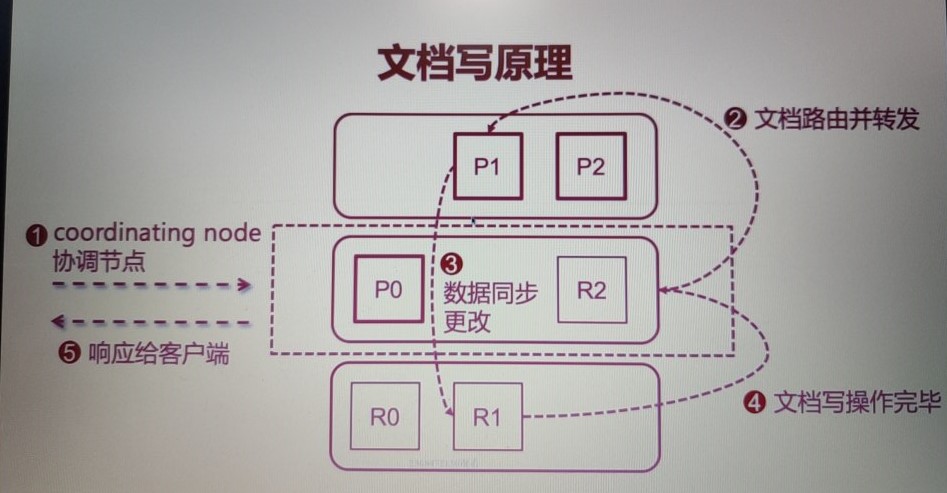 文档写原理
❷ 文档路由并转发
P1
P2
❶ coordinating node
协调节点
P0
❸
数据同步
更改
R2
❺ 响应给客户端
❹ 文档写操作完毕
R0
R1